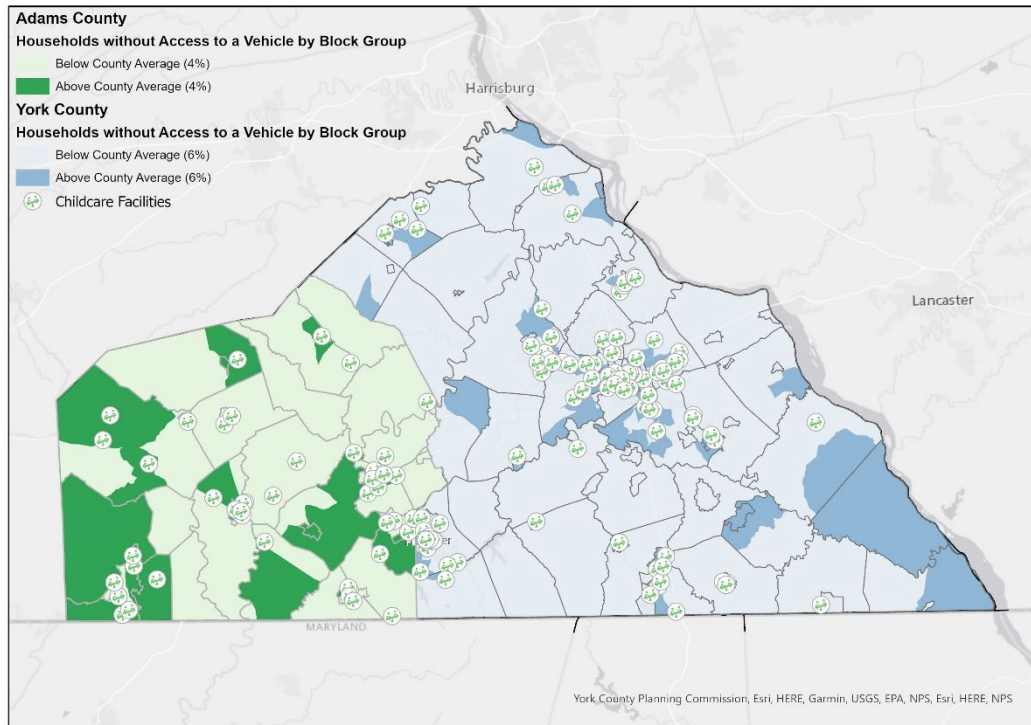 Adams County
Households without Access to a Vehicle by Block Group
Below County Average (4%)
Above County Average (4%)
York County
Households without Access to a Vehicle by Block Group
Below County Average (6%)
Above County Average (6%)
Childcare Facilities
Harrisburg
Lancaster
MARYLAND
York County Planning Commission, Esri, HERE, Garmin, USGS, EPA, NPS, Esri, HERE, NPS